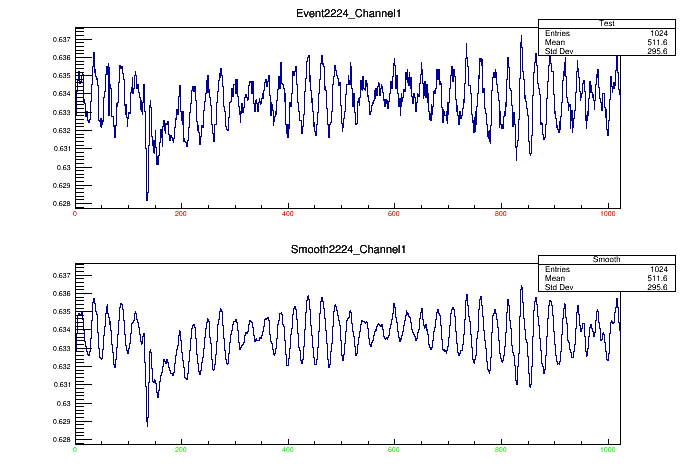 Event2224_Channel1
Test
Entries 1024
Mean 511.6
Std Dev 295.6
0.637
0.636
0.635
0.634
0.633
0.632
0.631
0.63
0.629
0.628
0 200 400 600 800 1000
Smooth2224_Channel1
Smooth
Entries 1024
Mean 511.6
Std Dev 295.6
0.637
0.636
0.635
0.634
0.633
0.632
0.631
0.63
0.629
0.628
0 200 400 600 800 1000